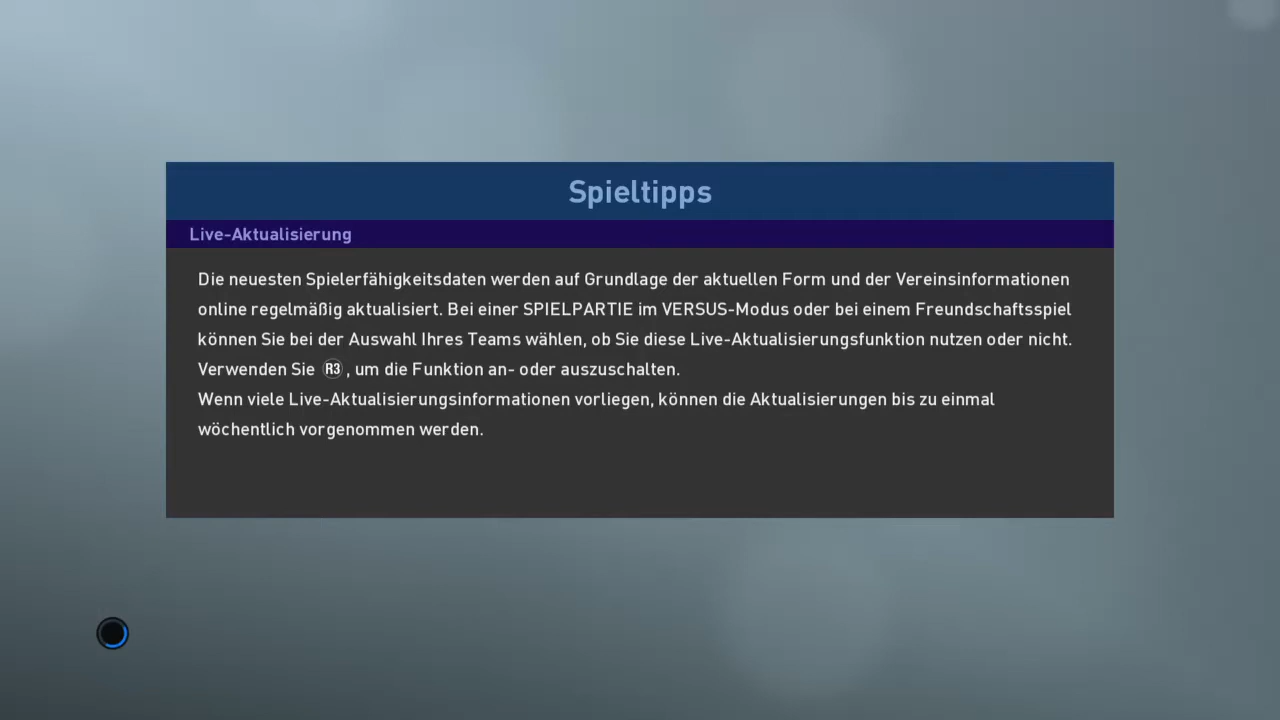 Spieltipps
Live-Aktualisierung
Die neuesten Spielerfähigkeitsdaten werden auf Grundlage der aktuellen Form und der Vereinsinformationen
online regelmäßig aktualisiert. Bei einer SPIELPARTIE im VERSUS-Modus oder bei einem Freundschaftsspiel
können Sie bei der Auswahl Ihres Teams wählen, ob Sie diese Live-Aktualisierungsfunktion nutzen oder nicht.
Verwenden Sie R3, um die Funktion an- oder auszuschalten.
Wenn viele Live-Aktualisierungsinformationen vorliegen, können die Aktualisierungen bis zu einmal
wöchentlich vorgenommen werden.